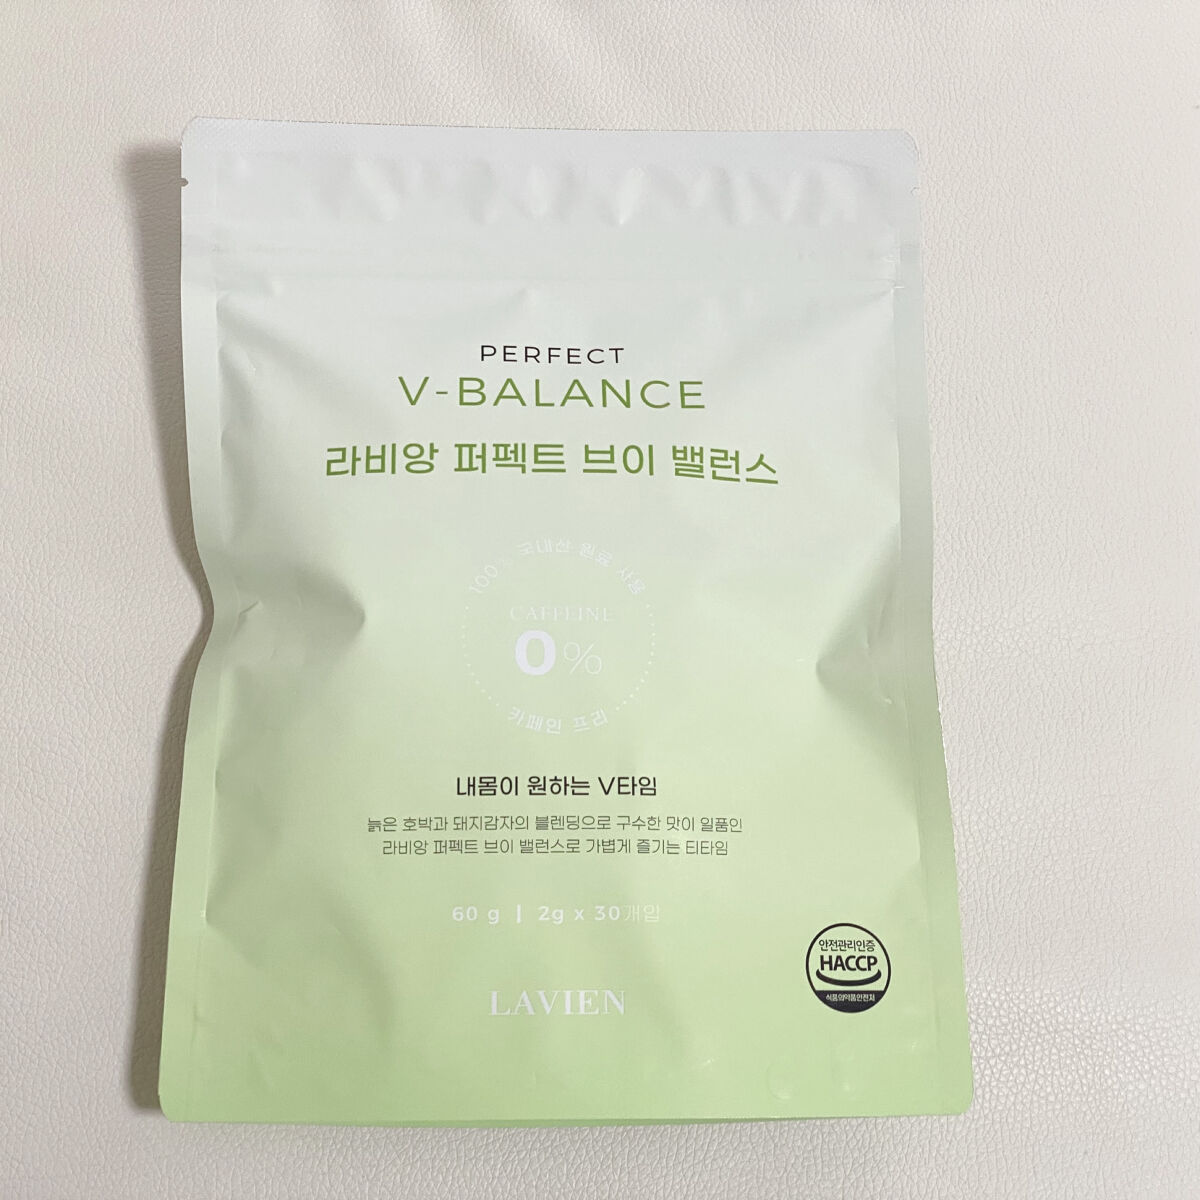 PERFECT
V-BALANCE
라비앙 퍼펙트 브이 밸런스
100% 국내산 원료 사용
CAFFEINE
0%
카페인 프리
내몸이 원하는 V타임
늙은 호박과 돼지감자의 블렌딩으로 구수한 맛이 일품인
라비앙 퍼펙트 브이 밸런스로 가볍게 즐기는 티타임
60 g | 2g x 30개입
안전관리인증
HACCP
식품의약품안전처
LAVIEN